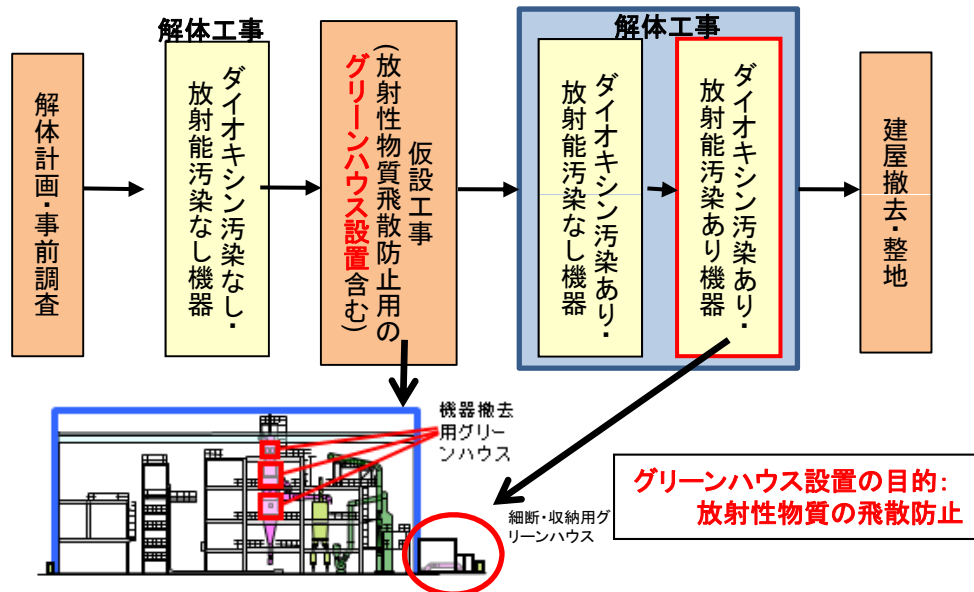 解体計画・事前調査
解体工事
ダイオキシン汚染なし・
放射能汚染なし機器
仮設工事
(放射性物質飛散防止用の
グリーンハウス設置含む)
解体工事
ダイオキシン汚染あり・
放射能汚染なし機器
ダイオキシン汚染あり・
放射能汚染あり機器
建屋撤去・整地
機器撤去
用グリー
ンハウス
細断・収納用グ
リーンハウス
グリーンハウス設置の目的:
放射性物質の飛散防止